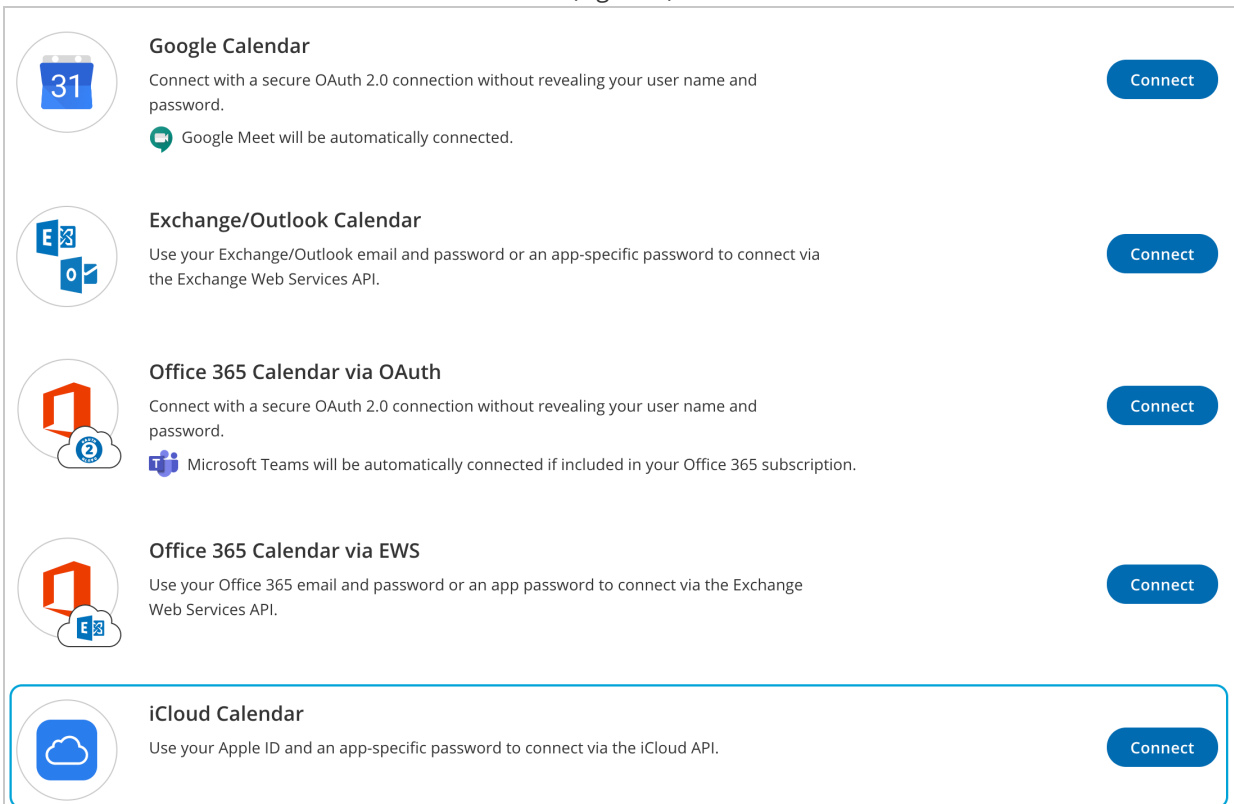 Google Calendar
31
Connect with a secure OAuth 2.0 connection without revealing your user name and
password.
Connect
Google Meet will be automatically connected.
Exchange/Outlook Calendar
E
O
Use your Exchange/Outlook email and password or an app-specific password to connect via
the Exchange Web Services API.
Connect
Office 365 Calendar via OAuth
Connect with a secure OAuth 2.0 connection without revealing your user name and
password.
Connect
2
T
Microsoft Teams will be automatically connected if included in your Office 365 subscription.
Office 365 Calendar via EWS
Use your Office 365 email and password or an app password to connect via the Exchange
Web Services API.
Connect
E
iCloud Calendar
Use your Apple ID and an app-specific password to connect via the iCloud API.
Connect